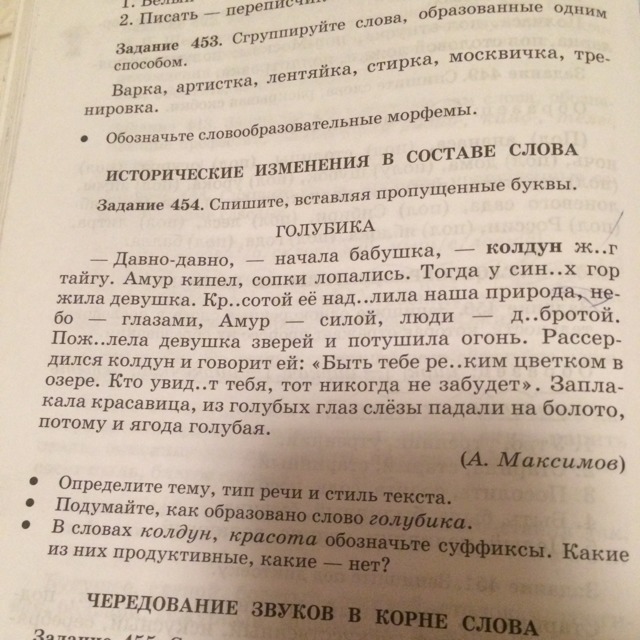 2. Писать — переписчи
Задание 453. Сгруппируйте слова, образованные одним
способом.
Варка, артистка, лентяйка, стирка, москвичка, тре-
нировка.
• Обозначьте словообразовательные морфемы.
ИСТОРИЧЕСКИЕ ИЗМЕНЕНИЯ В СОСТАВЕ СЛОВА
Задание 454. Спишите, вставляя пропущенные буквы.
ГОЛУБИКА
— Давно-давно, — начала бабушка, — колдун ж..г
тайгу. Амур кипел, сопки лопались. Тогда у син..х гор
жила девушка. Кр..сотой её над..лила наша природа, не-
бо — глазами, Амур — силой, люди — д..бротой.
Пож..лела девушка зверей и потушила огонь. Рассер-
дился колдун и говорит ей: «Быть тебе ре..ким цветком в
озере. Кто увид..т тебя, тот никогда не забудет». Запла-
кала красавица, из голубых глаз слёзы падали на болото,
потому и ягода голубая.
(А. Максимов)
• Определите тему, тип речи и стиль текста.
• Подумайте, как образовано слово голубика.
• В словах колдун, красота обозначьте суффиксы. Какие
из них продуктивные, какие — нет?
ЧЕРЕДОВАНИЕ ЗВУКОВ В КОРНЕ СЛОВА
Задание 455. С